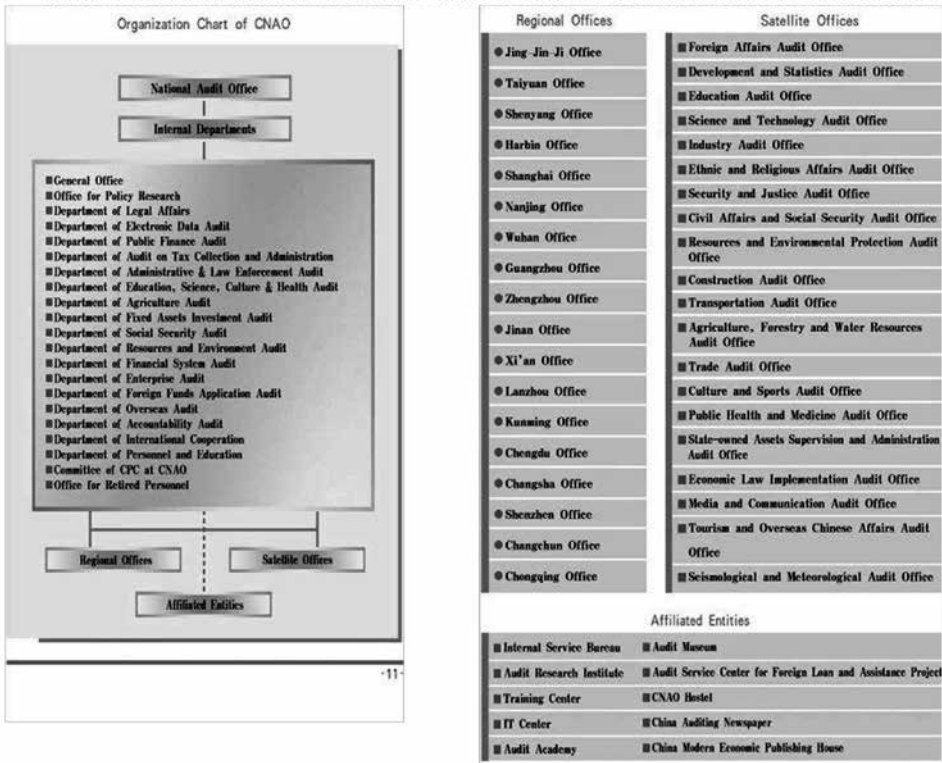 Organization Chart of CNAO
National Audit Office
Internal Departments
General Office
Office for Policy Research
Department of Legal Affairs
Department of Electronic Data Audit
Department of Public Finance Audit
Department of Audit on Tax Collection and Administration
Department of Administrative & Law Enforcement Audit
Department of Education, Science, Culture & Health Audit
Department of Agriculture Audit
Department of Fixed Assets Investment Audit
Department of Social Security Audit
Department of Resources and Environment Audit
Department of Financial System Audit
Department of Enterprise Audit
Department of Foreign Funds Application Audit
Department of Overseas Audit
Department of Accountability Audit
Department of International Cooperation
Department of Personnel and Education
Committee of CPC at CNAO
Office for Retired Personnel
Regional Offices
Satellite Offices
Affiliated Entities
-11-
Regional Offices
Jing-Jin-Ji Office
Taiyuan Office
Shenyang Office
Harbin Office
Shanghai Office
Nanjing Office
Wuhan Office
Guangzhou Office
Zhengzhou Office
Jinan Office
Xi'an Office
Lanzhou Office
Kunming Office
Chengdu Office
Changsha Office
Shenzhen Office
Changchun Office
Chongqing Office
Satellite Offices
Foreign Affairs Audit Office
Development and Statistics Audit Office
Education Audit Office
Science and Technology Audit Office
Industry Audit Office
Ethnic and Religious Affairs Audit Office
Security and Justice Audit Office
Civil Affairs and Social Security Audit Office
Resources and Environmental Protection Audit
Office
Construction Audit Office
Transportation Audit Office
Agriculture, Forestry and Water Resources
Audit Office
Trade Audit Office
Culture and Sports Audit Office
Public Health and Medicine Audit Office
State-owned Assets Supervision and Administration
Audit Office
Economic Law Implementation Audit Office
Media and Communication Audit Office
Tourism and Overseas Chinese Affairs Audit
Office
Seismological and Meteorological Audit Office
Affiliated Entities
Internal Service Bureau
Audit Museum
Audit Research Institute
Audit Service Center for Foreign Loan and Assistance Project
Training Center
CNAO Hostel
IT Center
China Auditing Newspaper
Audit Academy
China Modern Economic Publishing House